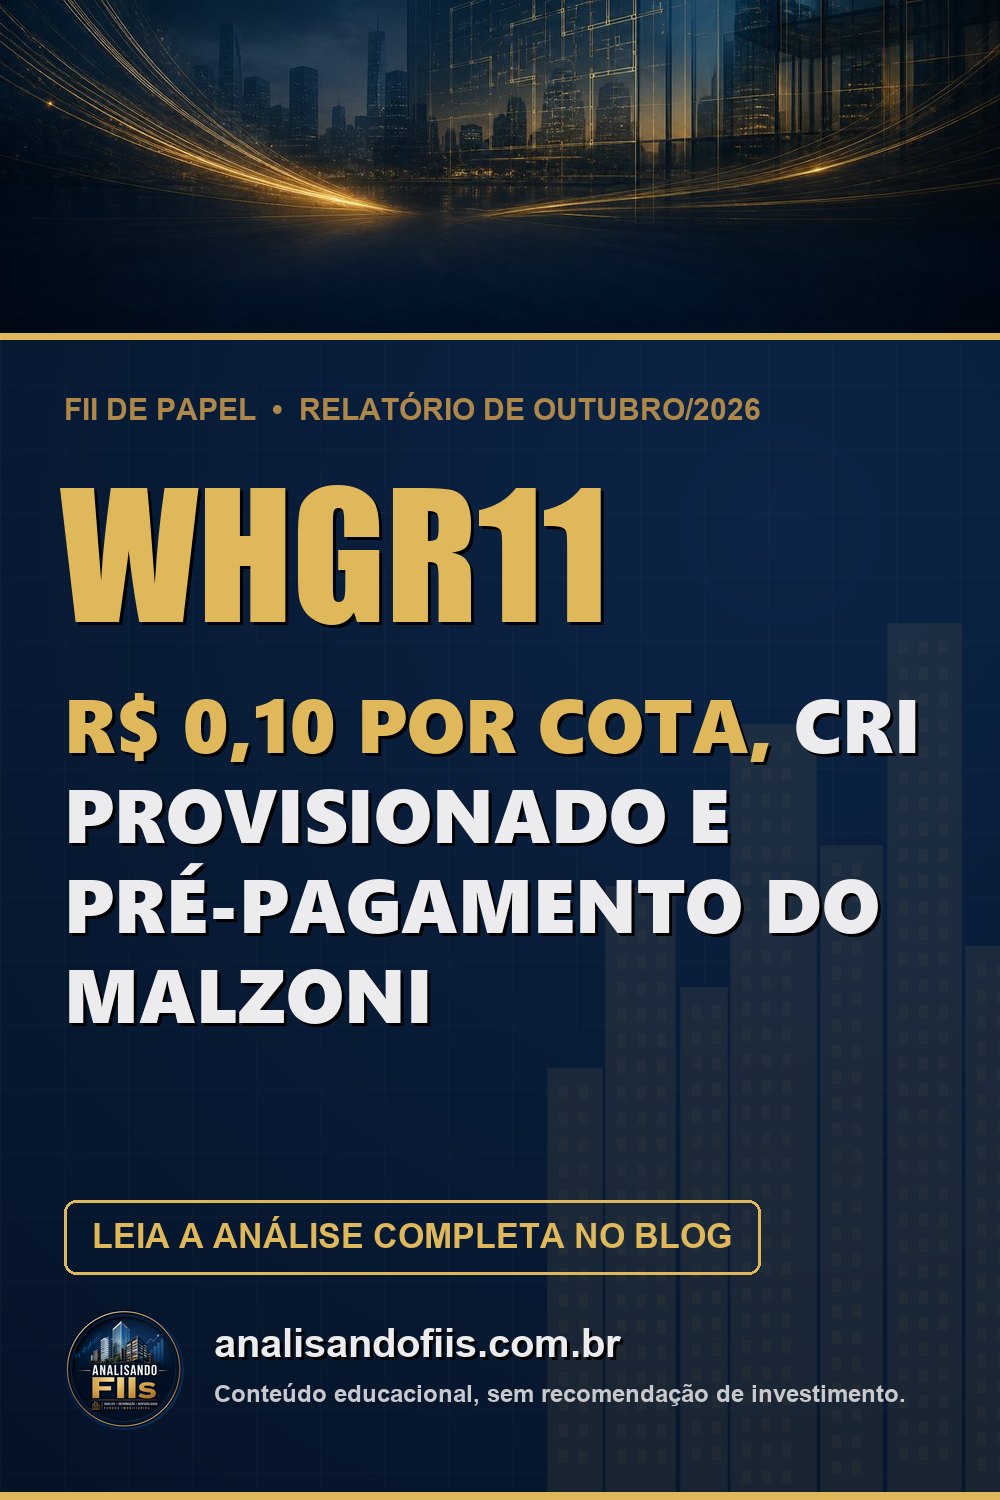 FII DE PAPEL • RELATÓRIO DE OUTUBRO/2026
WHGR11
R$ 0,10 POR COTA, CRI
PROVISIONADO E
PRÉ-PAGAMENTO DO
MALZONI
LEIA A ANÁLISE COMPLETA NO BLOG
ANALISANDO
FIIs
analisandofiis.com.br
Conteúdo educacional, sem recomendação de investimento.